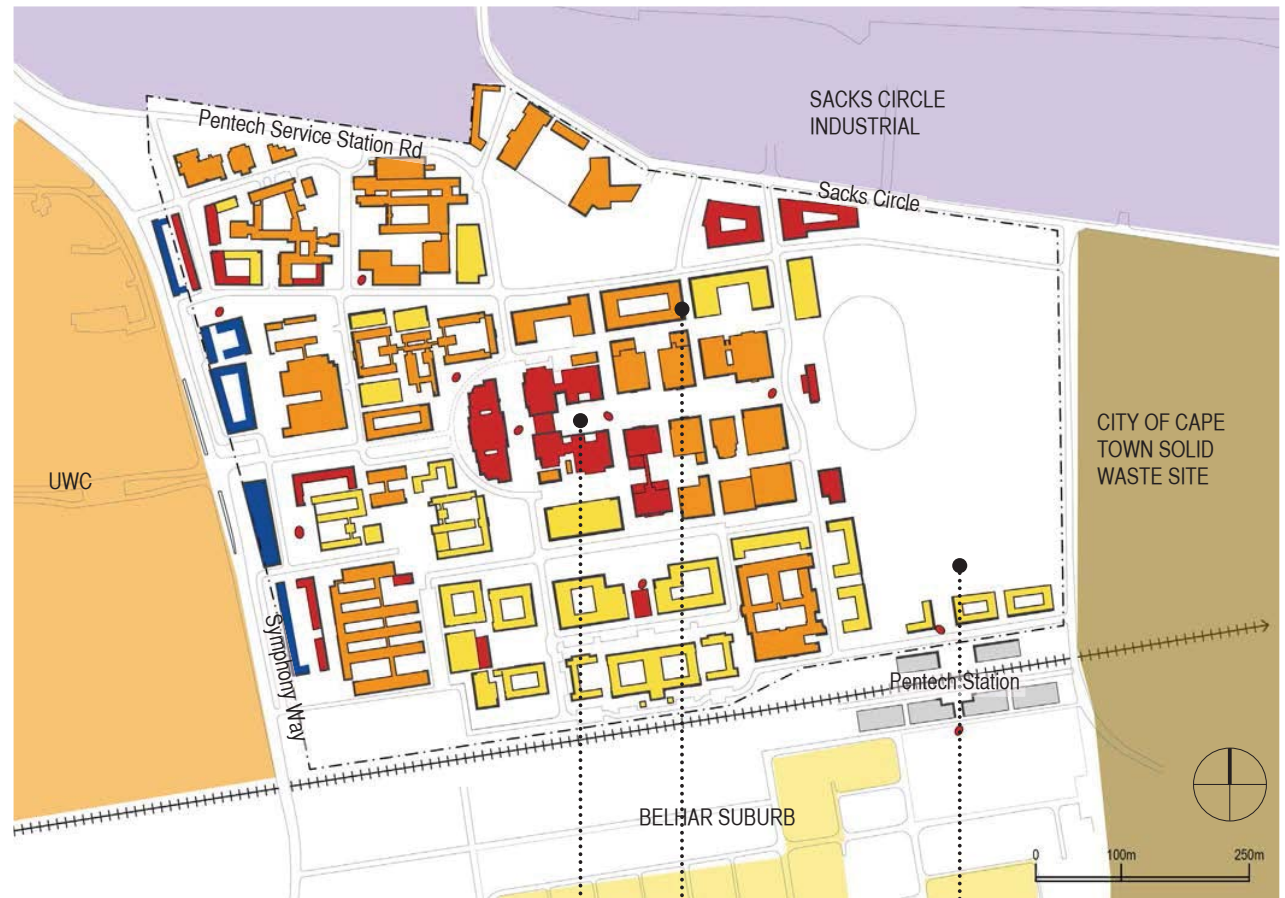 SACKS CIRCLE
INDUSTRIAL
Pentech Service Station Rd
Sacks Circle
CITY OF CAPE
TOWN SOLID
WASTE SITE
UWC
Symphony Way
Pentech Station
BELHAR SUBURB
0 100m 250m